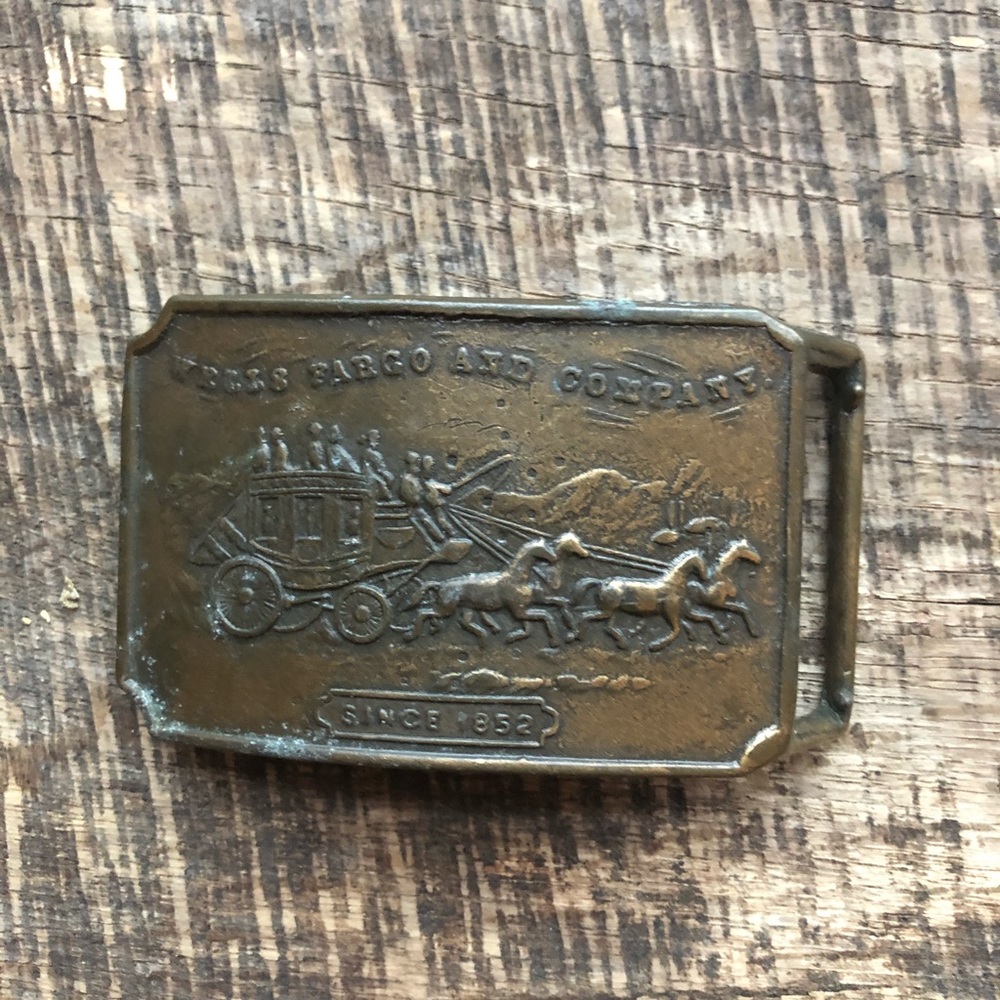 WELLS FARGO AND COMPANY.
SINCE 1852